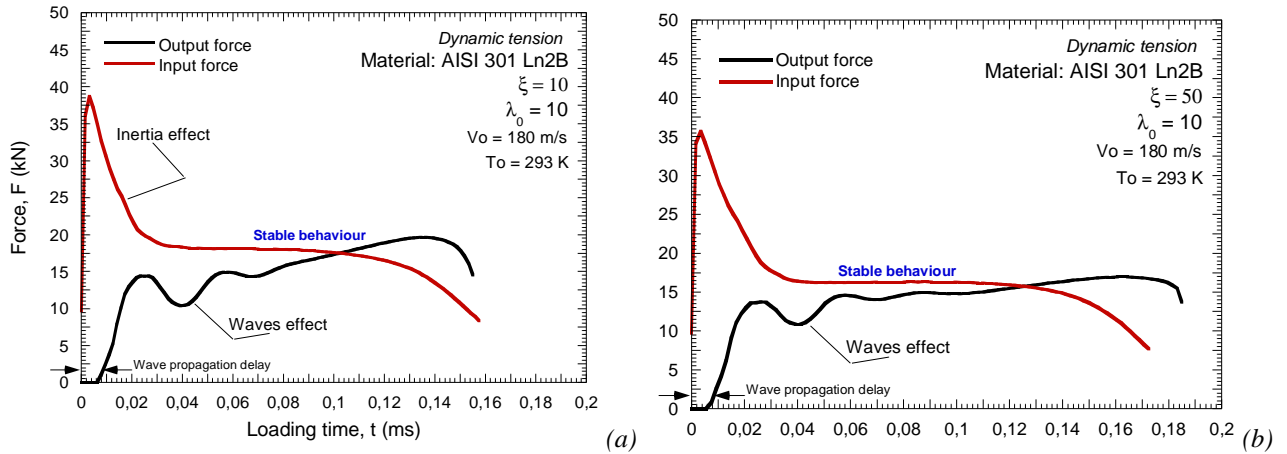 50
45
40
35
30
25
20
15
10
5
0
Force, F (kN)
Output force
Input force
Dynamic tension
Material: AISI 301 Ln2B
ξ = 10
λ0 = 10
Vo = 180 m/s
To = 293 K
Inertia effect
Stable behaviour
Waves effect
Wave propagation delay
0 0,02 0,04 0,06 0,08 0,1 0,12 0,14 0,16 0,18 0,2
Loading time, t (ms)
(a)
50
45
40
35
30
25
20
15
10
5
0
Output force
Input force
Dynamic tension
Material: AISI 301 Ln2B
ξ = 50
λ0 = 10
Vo = 180 m/s
To = 293 K
Stable behaviour
Waves effect
Wave propagation delay
0 0,02 0,04 0,06 0,08 0,1 0,12 0,14 0,16 0,18 0,2
(b)